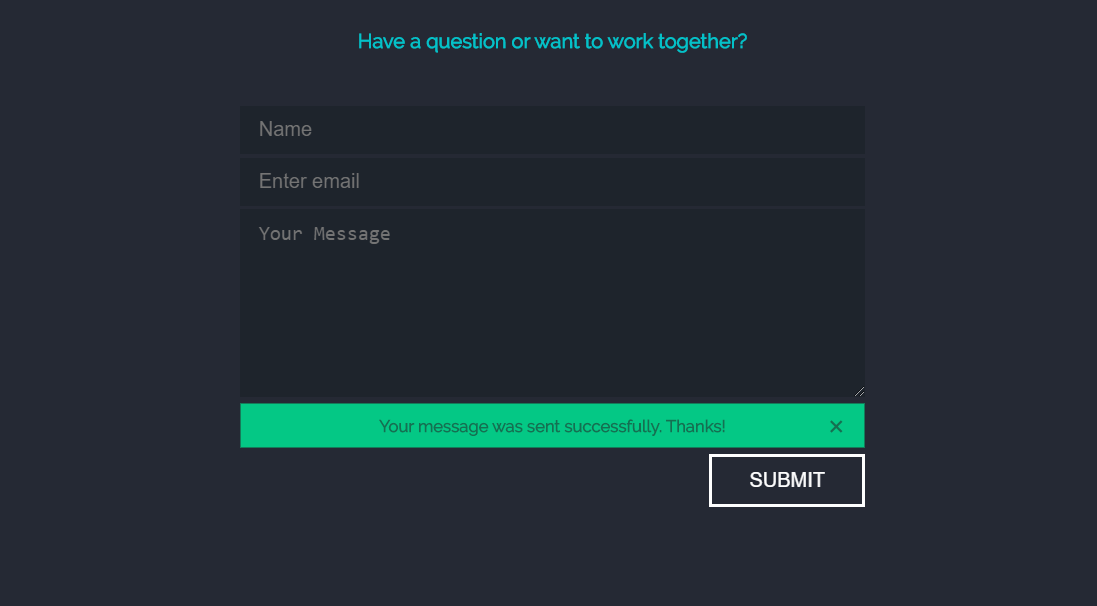 Have a question or want to work together?
Name
Enter email
Your Message
Your message was sent successfully. Thanks!
SUBMIT